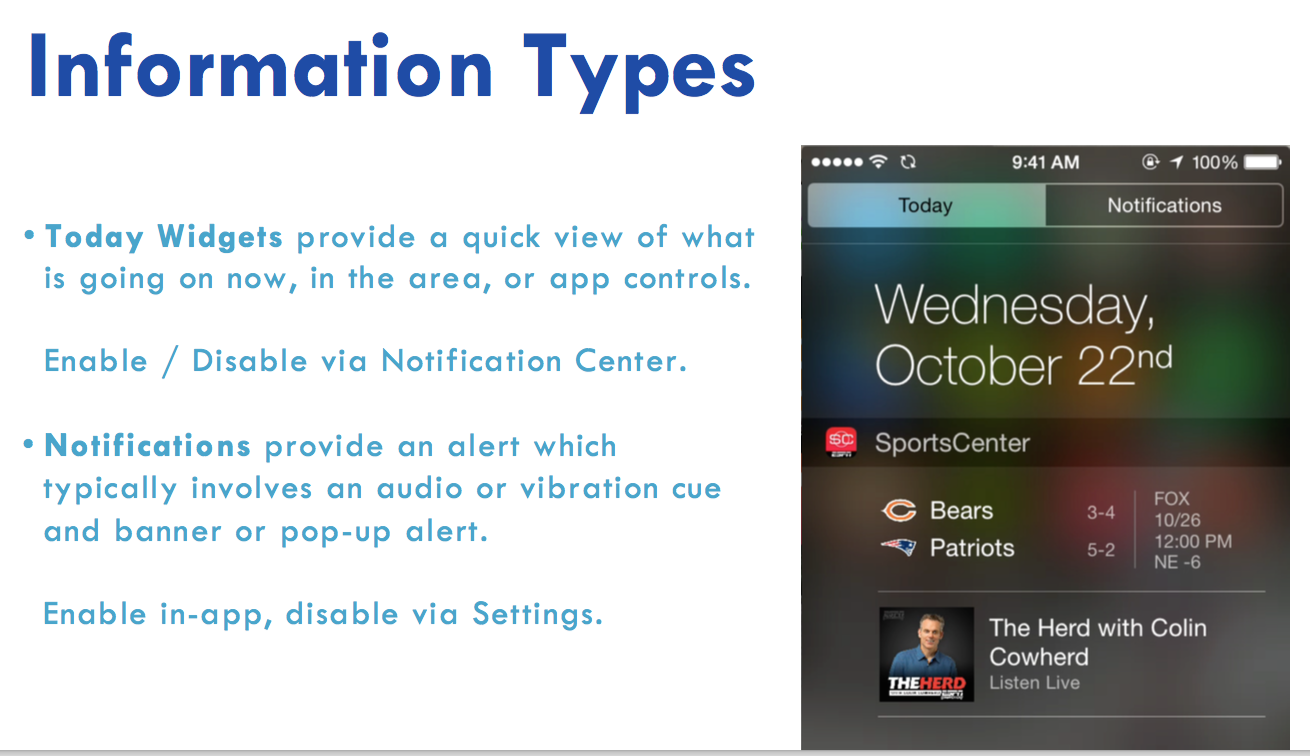 Information Types
• Today Widgets provide a quick view of what
is going on now, in the area, or app controls.
Enable / Disable via Notification Center.
• Notifications provide an alert which
typically involves an audio or vibration cue
and banner or pop-up alert.
Enable in-app, disable via Settings.
9:41 AM 100%
Today Notifications
Wednesday,
October 22nd
SC
SportsCenter
Bears 3-4
Patriots 5-2
FOX
10/26
12:00 PM
NE -6
THE HERD
The Herd with Colin
Cowherd
Listen Live